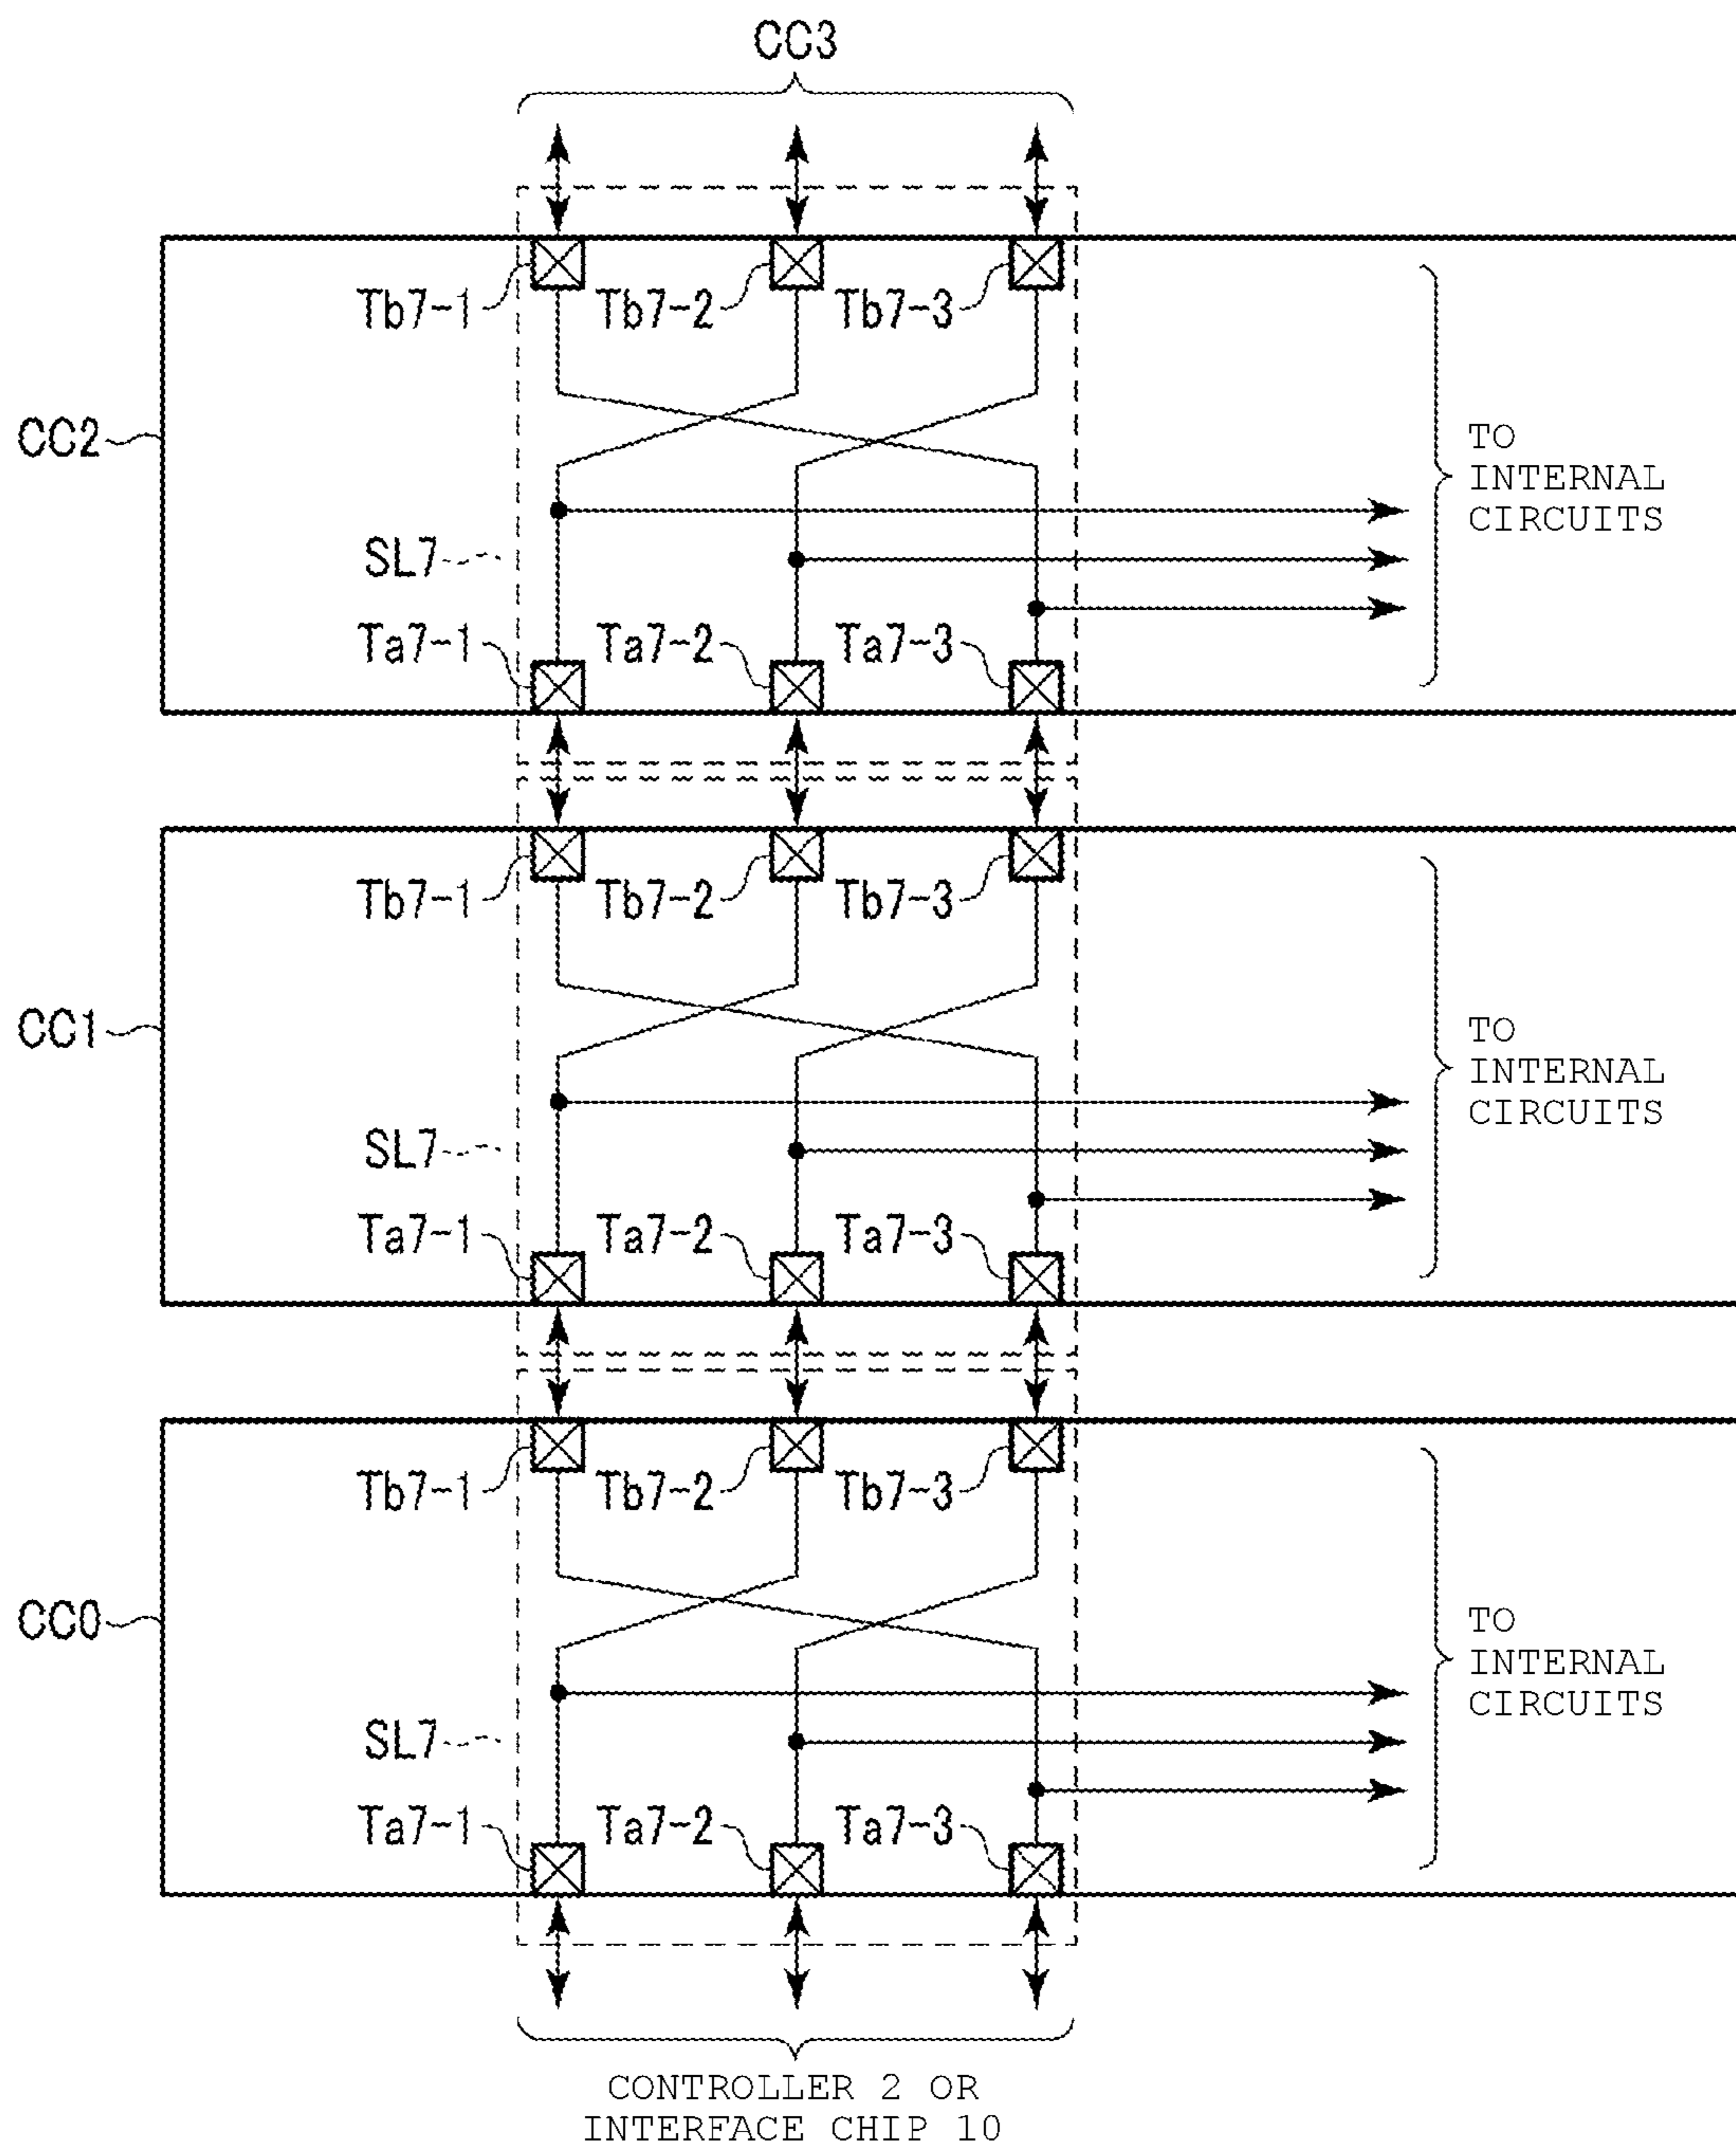 CC3
Tb7-1 Tb7-2 Tb7-3
CC2
TO
INTERNAL
CIRCUITS
SL7
Ta7-1 Ta7-2 Ta7-3
Tb7-1 Tb7-2 Tb7-3
CC1
TO
INTERNAL
CIRCUITS
SL7
Ta7-1 Ta7-2 Ta7-3
Tb7-1 Tb7-2 Tb7-3
CC0
TO
INTERNAL
CIRCUITS
SL7
Ta7-1 Ta7-2 Ta7-3
CONTROLLER 2 OR
INTERFACE CHIP 10